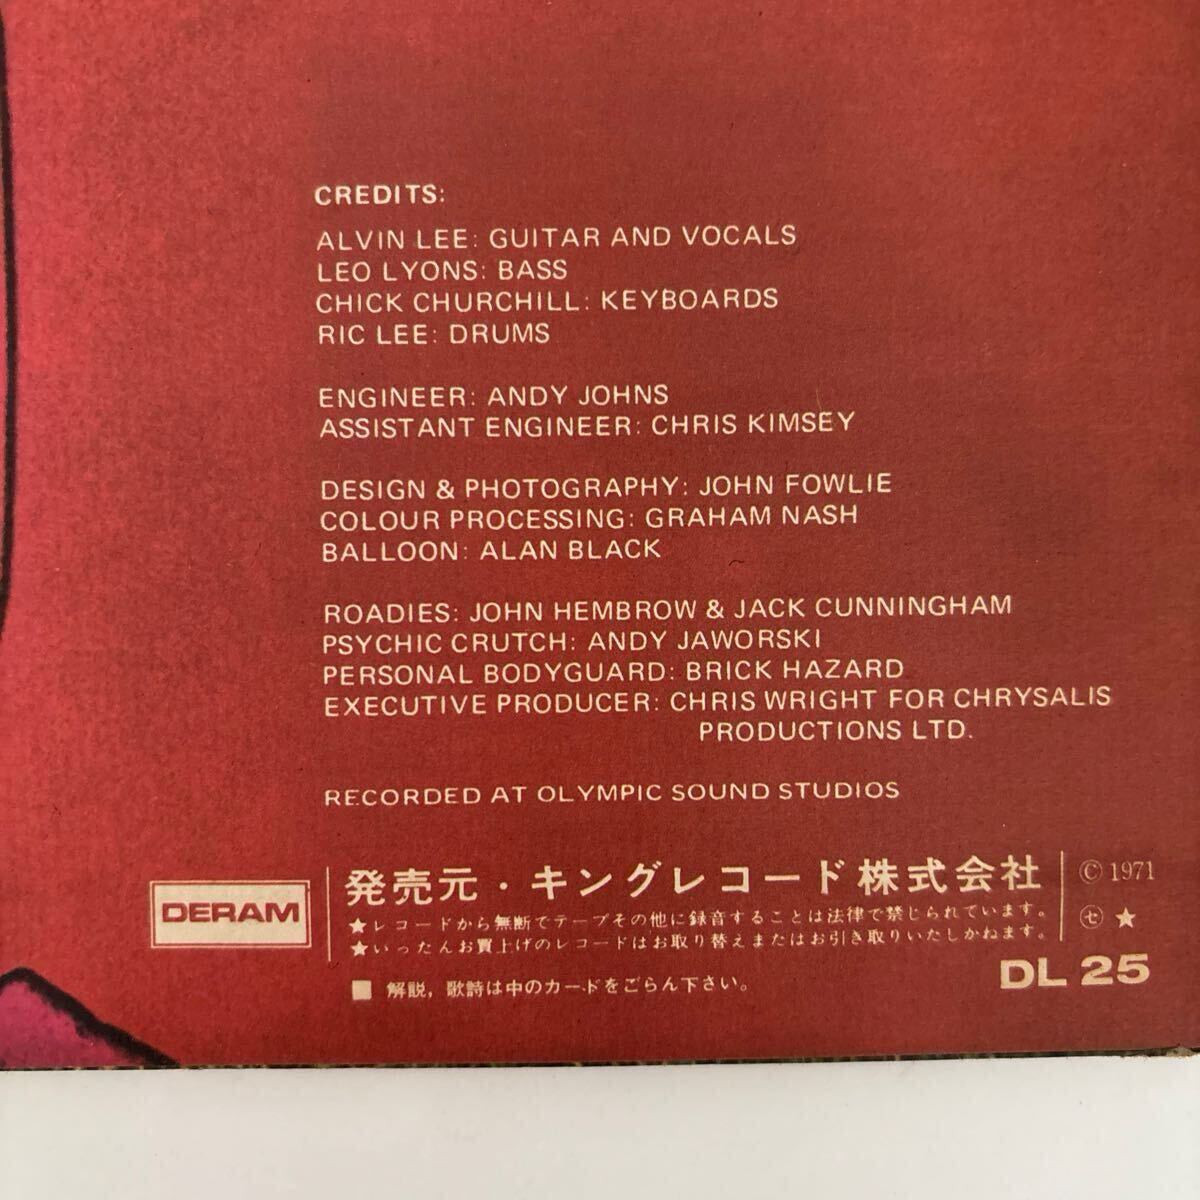 CREDITS:
ALVIN LEE: GUITAR AND VOCALS
LEO LYONS: BASS
CHICK CHURCHILL: KEYBOARDS
RIC LEE: DRUMS
ENGINEER: ANDY JOHNS
ASSISTANT ENGINEER: CHRIS KIMSEY
DESIGN & PHOTOGRAPHY: JOHN FOWLIE
COLOUR PROCESSING: GRAHAM NASH
BALLOON: ALAN BLACK
ROADIES: JOHN HEMBROW & JACK CUNNINGHAM
PSYCHIC CRUTCH: ANDY JAWORSKI
PERSONAL BODYGUARD: BRICK HAZARD
EXECUTIVE PRODUCER: CHRIS WRIGHT FOR CHRYSALIS
PRODUCTIONS LTD.
RECORDED AT OLYMPIC SOUND STUDIOS
DERAM
発売元・キングレコード株式会社
★レコードから無断でテープその他に録音することは法律で禁じられています。
★いったんお買上げのレコードはお取り替えまたはお引き取りいたしかねます。
■ 解説,歌詩は中のカードをごらん下さい。
Ⓒ 1971
㋝ ★
DL 25